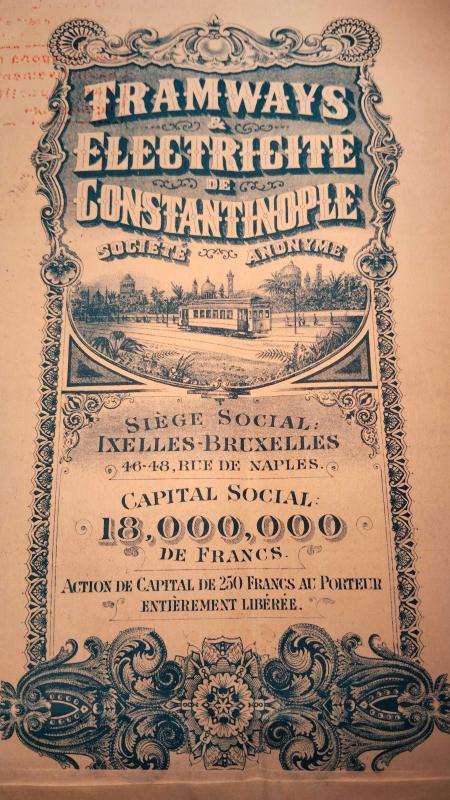 TRAMWAYS
&
ELECTRICITÉ
DE
CONSTANTINOPLE
SOCIÉTÉ ANONYME
SIÈGE SOCIAL:
IXELLES-BRUXELLES
46-48, RUE DE NAPLES.
CAPITAL SOCIAL:
18,000,000
DE FRANCS.
ACTION DE CAPITAL DE 250 FRANCS AU PORTEUR
ENTIÈREMENT LIBÉRÉE.